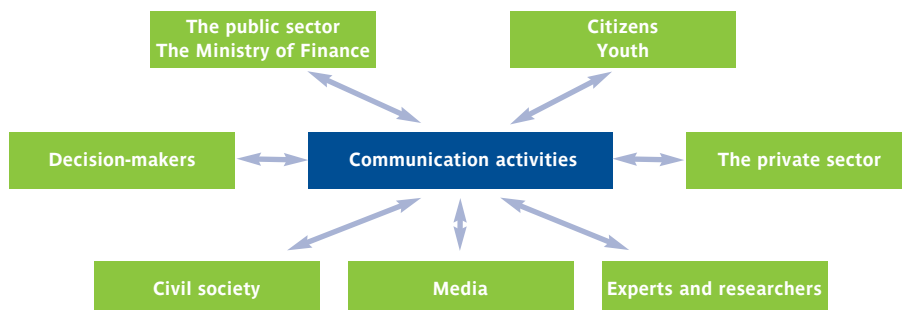 The public sector
The Ministry of Finance
Citizens
Youth
Decision-makers
Communication activities
The private sector
Civil society
Media
Experts and researchers